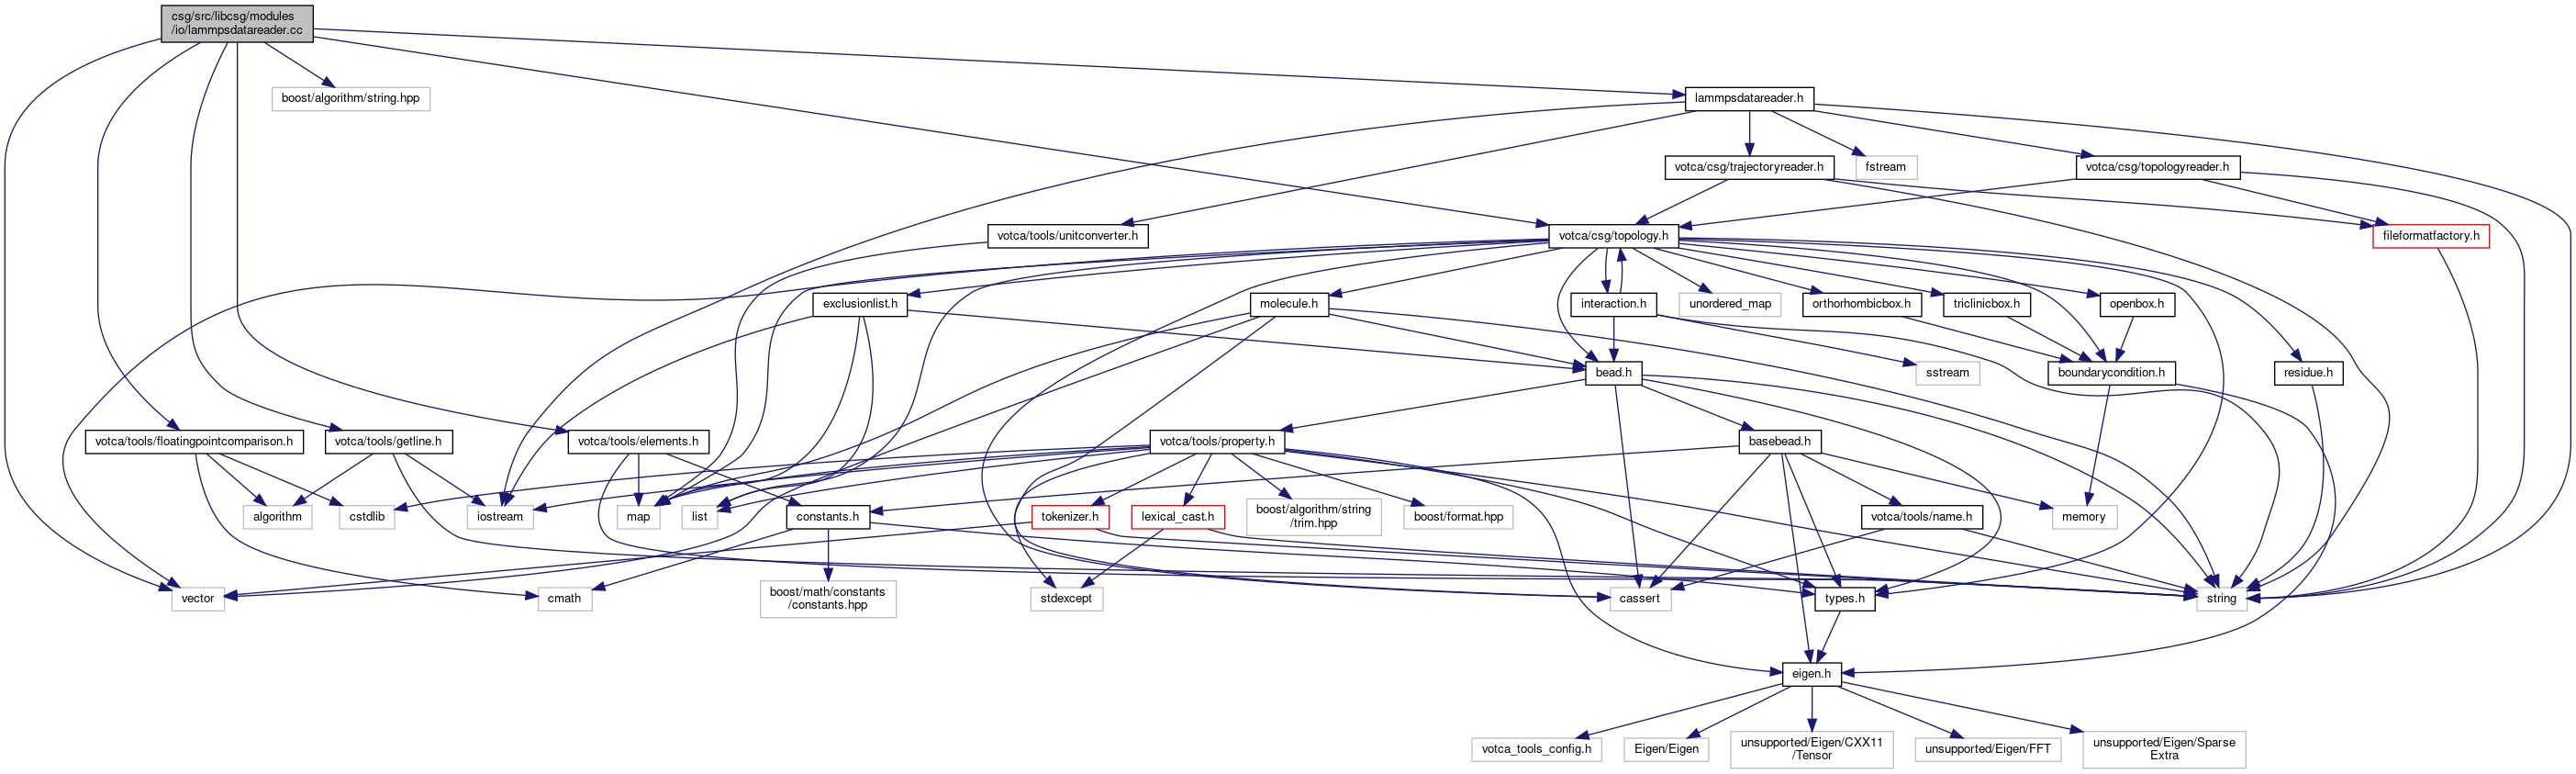 csg/src/libcsg/modules
/io/lammpsdatareader.cc
boost/algorithm/string.hpp
lammpsdatareader.h
votca/csg/trajectoryreader.h
fstream
votca/csg/topologyreader.h
votca/tools/unitconverter.h
votca/csg/topology.h
fileformatfactory.h
exclusionlist.h
molecule.h
interaction.h
unordered_map
orthorhombicbox.h
triclinicbox.h
openbox.h
bead.h
sstream
boundarycondition.h
residue.h
votca/tools/floatingpointcomparison.h
votca/tools/getline.h
votca/tools/elements.h
votca/tools/property.h
basebead.h
algorithm
cstdlib
iostream
map
list
constants.h
tokenizer.h
lexical_cast.h
boost/algorithm/string
/trim.hpp
boost/format.hpp
votca/tools/name.h
memory
vector
cmath
boost/math/constants
/constants.hpp
stdexcept
cassert
types.h
string
eigen.h
votca_tools_config.h
Eigen/Eigen
unsupported/Eigen/CXX11
/Tensor
unsupported/Eigen/FFT
unsupported/Eigen/Sparse
Extra